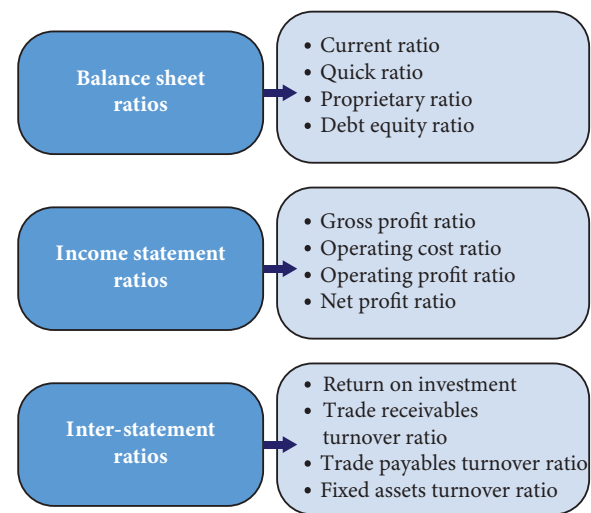 Balance sheet
ratios
• Current ratio
• Quick ratio
• Proprietary ratio
• Debt equity ratio
Income statement
ratios
• Gross profit ratio
• Operating cost ratio
• Operating profit ratio
• Net profit ratio
Inter-statement
ratios
• Return on investment
• Trade receivables
turnover ratio
• Trade payables turnover ratio
• Fixed assets turnover ratio